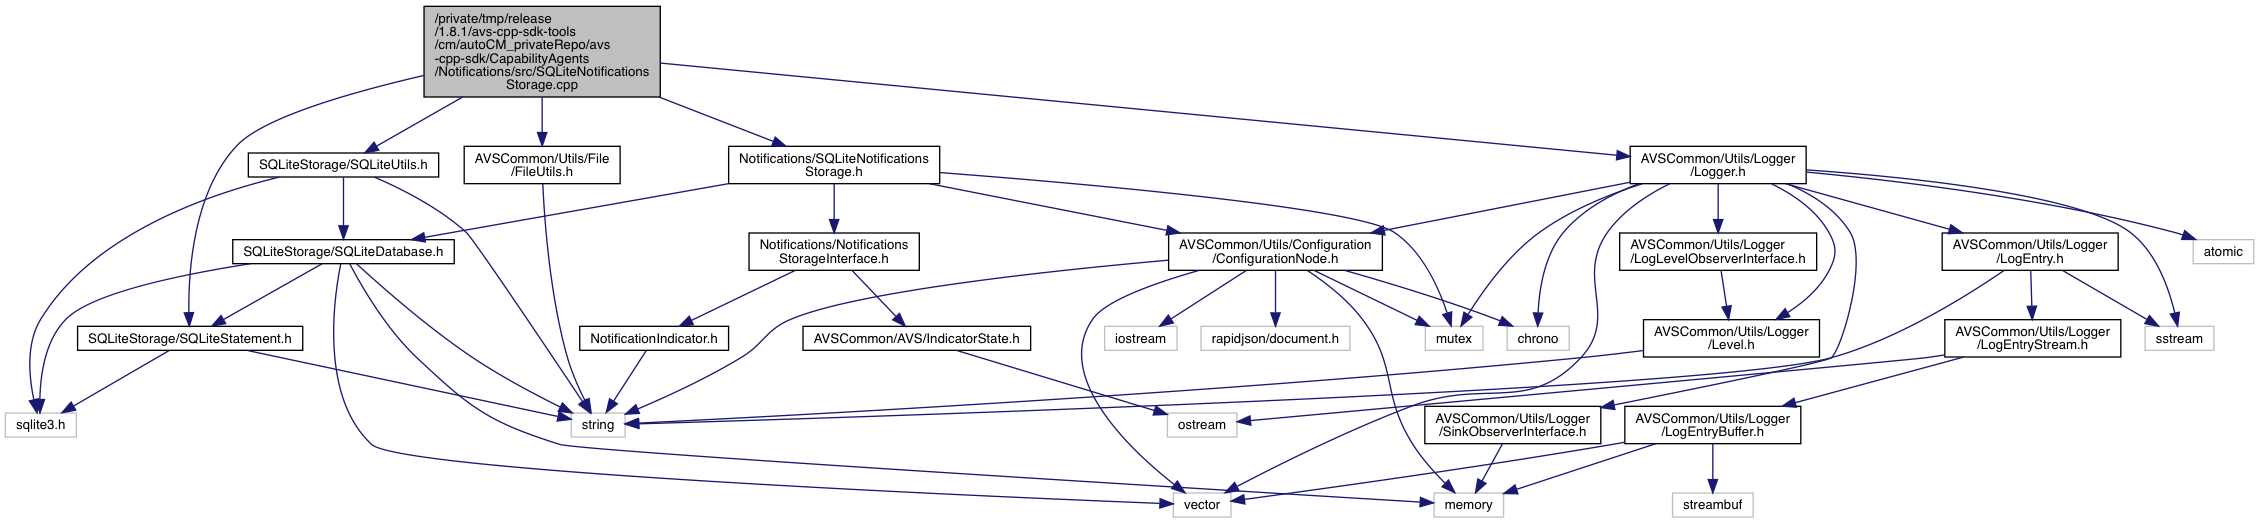 /private/tmp/release
/1.8.1/avs-cpp-sdk-tools
/cm/autoCM_privateRepo/avs
-cpp-sdk/CapabilityAgents
/Notifications/src/SQLiteNotifications
Storage.cpp
SQLiteStorage/SQLiteUtils.h
AVSCommon/Utils/File
/FileUtils.h
Notifications/SQLiteNotifications
Storage.h
AVSCommon/Utils/Logger
/Logger.h
SQLiteStorage/SQLiteDatabase.h
Notifications/Notifications
StorageInterface.h
AVSCommon/Utils/Configuration
/ConfigurationNode.h
AVSCommon/Utils/Logger
/LogLevelObserverInterface.h
AVSCommon/Utils/Logger
/LogEntry.h
atomic
SQLiteStorage/SQLiteStatement.h
NotificationIndicator.h
AVSCommon/AVS/IndicatorState.h
iostream
rapidjson/document.h
mutex
chrono
AVSCommon/Utils/Logger
/Level.h
AVSCommon/Utils/Logger
/LogEntryStream.h
sstream
sqlite3.h
string
ostream
AVSCommon/Utils/Logger
/SinkObserverInterface.h
AVSCommon/Utils/Logger
/LogEntryBuffer.h
vector
memory
streambuf